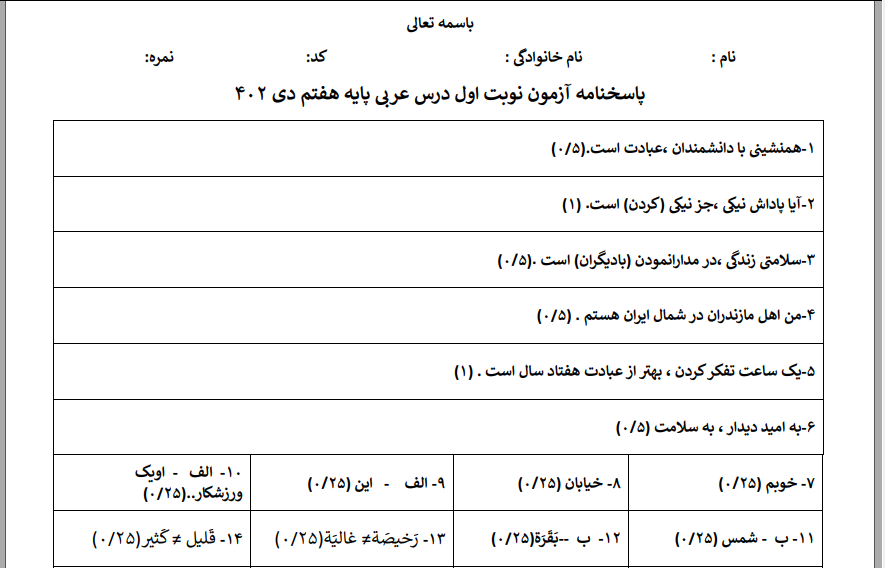 باسمه تعالی
نام : نام خانوادگی : کد: نمره:
پاسخنامه آزمون نوبت اول درس عربی پایه هفتم دی ۴۰۲
۱-همنشینی با دانشمندان ،عبادت است.(۰/۵)
۲-آیا پاداش نیکی ،جز نیکی (کردن) است. (۱)
۳-سلامتی زندگی ،در مدارانمودن (بادیگران) است .(۰/۵)
۴-من اهل مازندران در شمال ایران هستم . (۰/۵)
۵-یک ساعت تفکر کردن ، بهتر از عبادت هفتاد سال است . (۱)
۶-به امید دیدار ، به سلامت (۰/۵)
۷- خوبم (۰/۲۵)
۸- خیابان (۰/۲۵)
۹- الف - این (۰/۲۵)
۱۰- الف - اویک
ورزشکار..(۰/۲۵)
۱۱- ب - شمس (۰/۲۵)
۱۲- ب --بَقَرَة(۰/۲۵)
۱۳- رَخیصَة≠ غالیَة(۰/۲۵)
۱۴- قَلیل ≠ کَثیر(۰/۲۵)